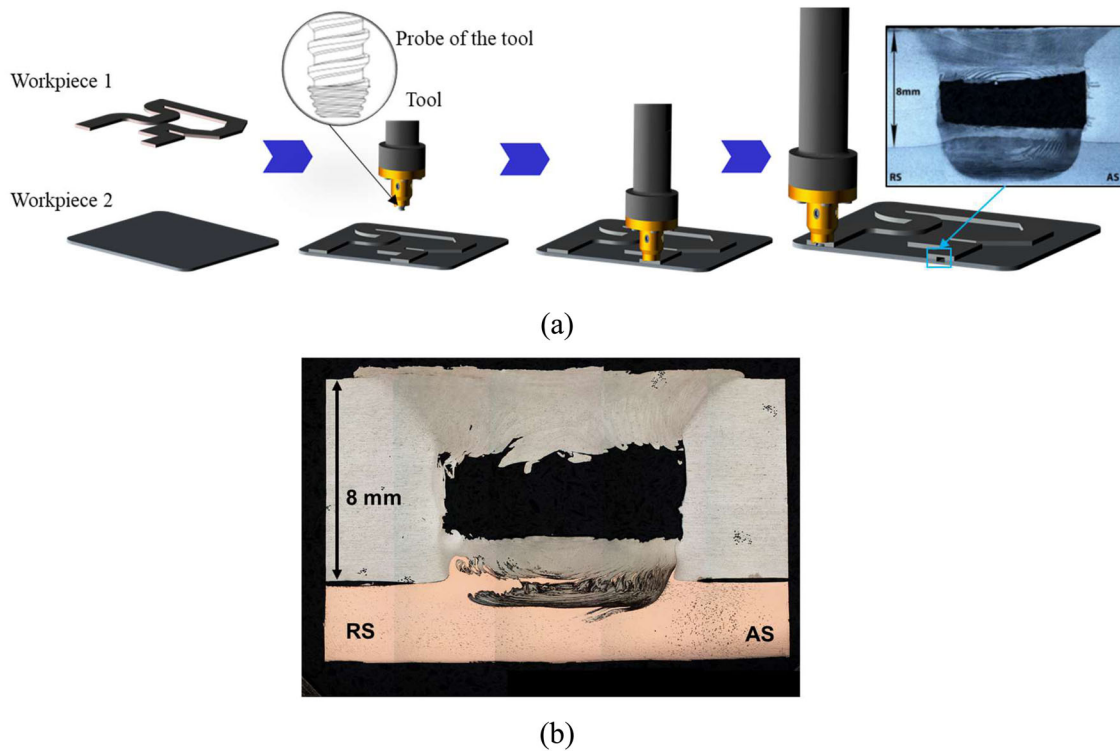 Probe of the tool
Workpiece 1
Tool
8mm
RS
AS
Workpiece 2
(a)
8 mm
RS
AS
(b)